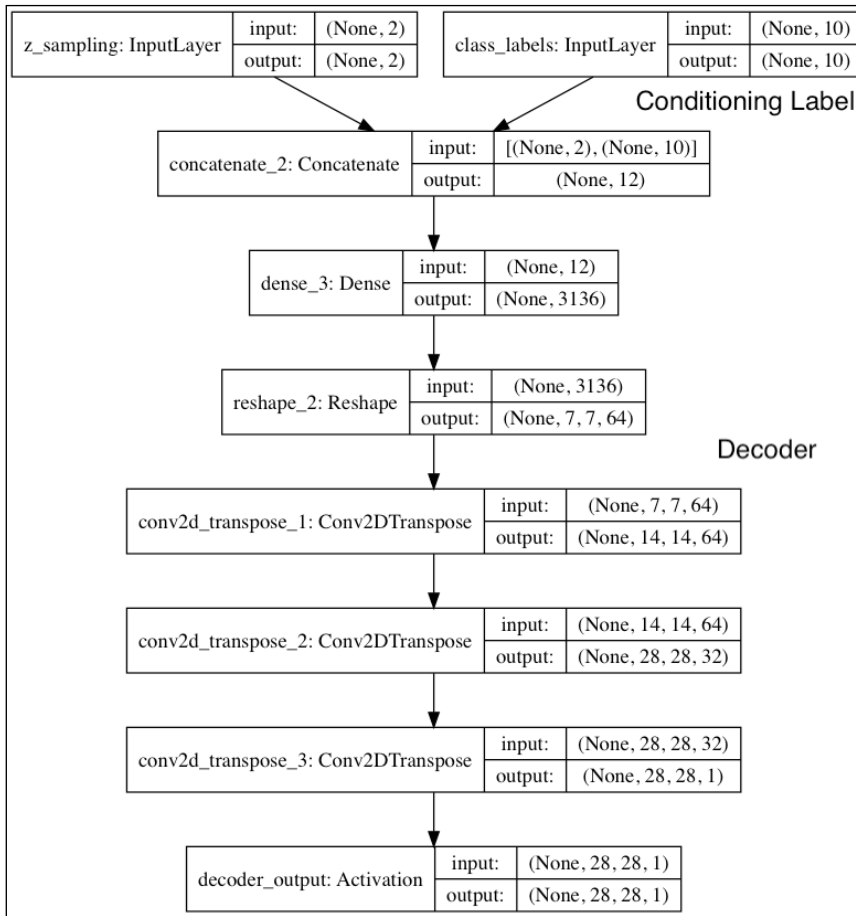 z_sampling: InputLayer input: (None, 2)
output: (None, 2)
class_labels: InputLayer input: (None, 10)
output: (None, 10)
Conditioning Label
concatenate_2: Concatenate input: [(None, 2), (None, 10)]
output: (None, 12)
dense_3: Dense input: (None, 12)
output: (None, 3136)
reshape_2: Reshape input: (None, 3136)
output: (None, 7, 7, 64)
Decoder
conv2d_transpose_1: Conv2DTranspose input: (None, 7, 7, 64)
output: (None, 14, 14, 64)
conv2d_transpose_2: Conv2DTranspose input: (None, 14, 14, 64)
output: (None, 28, 28, 32)
conv2d_transpose_3: Conv2DTranspose input: (None, 28, 28, 32)
output: (None, 28, 28, 1)
decoder_output: Activation input: (None, 28, 28, 1)
output: (None, 28, 28, 1)